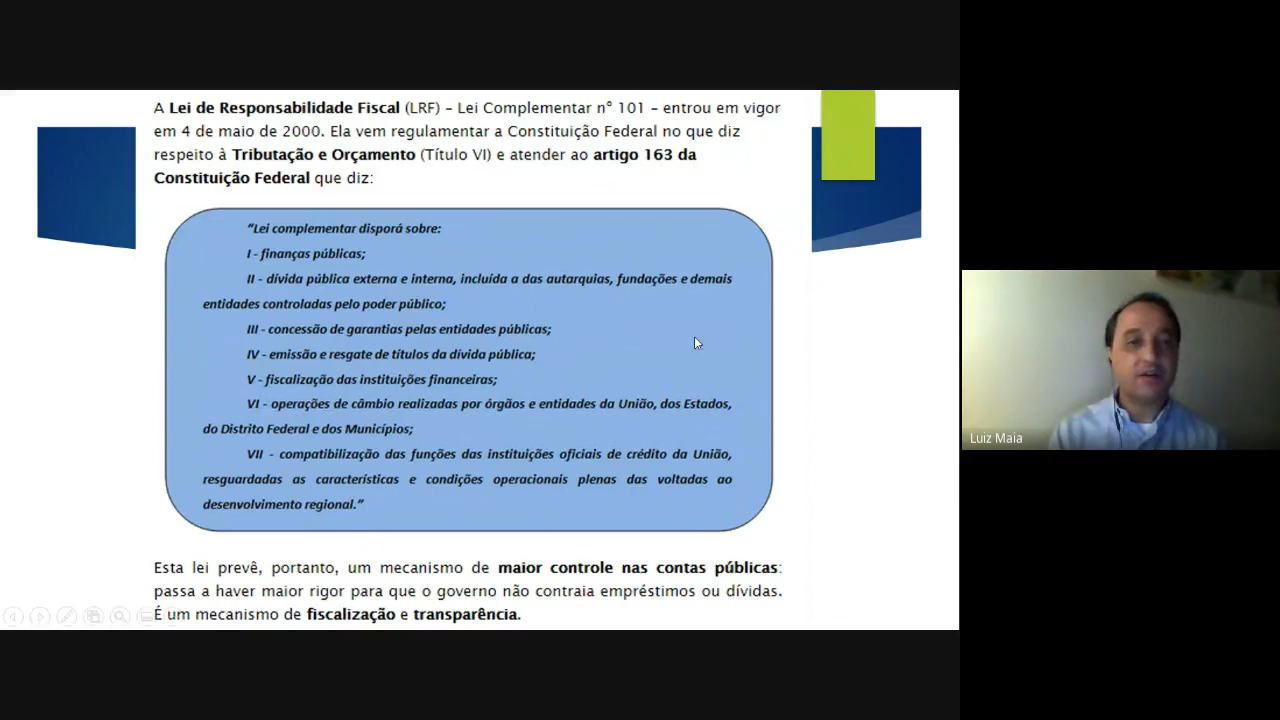 A Lei de Responsabilidade Fiscal (LRF) – Lei Complementar n° 101 – entrou em vigor
em 4 de maio de 2000. Ela vem regulamentar a Constituição Federal no que diz
respeito à Tributação e Orçamento (Título VI) e atender ao artigo 163 da
Constituição Federal que diz:
“Lei complementar disporá sobre:
I - finanças públicas;
II - dívida pública externa e interna, incluída a das autarquias, fundações e demais
entidades controladas pelo poder público;
III - concessão de garantias pelas entidades públicas;
IV - emissão e resgate de títulos da dívida pública;
V - fiscalização das instituições financeiras;
VI - operações de câmbio realizadas por órgãos e entidades da União, dos Estados,
do Distrito Federal e dos Municípios;
VII - compatibilização das funções das instituições oficiais de crédito da União,
resguardadas as características e condições operacionais plenas das voltadas ao
desenvolvimento regional.”
Esta lei prevê, portanto, um mecanismo de maior controle nas contas públicas:
passa a haver maior rigor para que o governo não contraia empréstimos ou dívidas.
É um mecanismo de fiscalização e transparência.
Luiz Maia